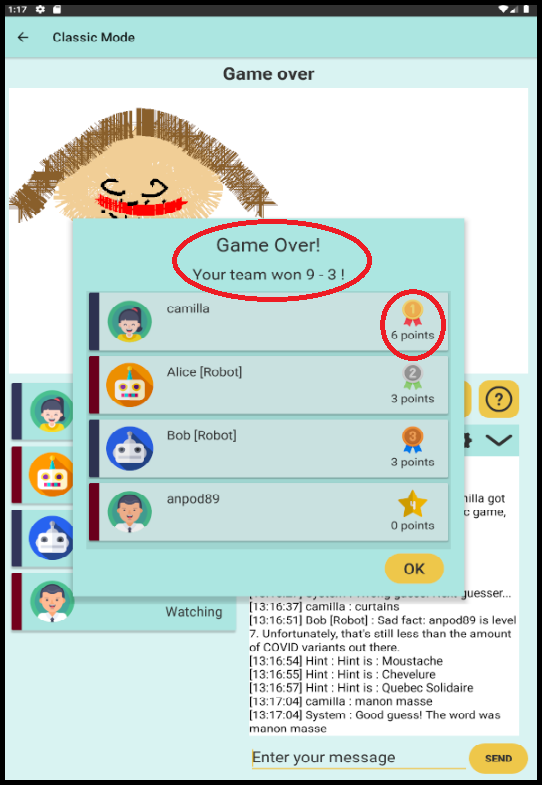 1:17
Classic Mode
Game over
Game Over!
Your team won 9 - 3 !
camilla
1
6 points
Alice [Robot]
2
3 points
Bob [Robot]
3
3 points
anpod89
4
0 points
OK
?
Watching
milla got
c game,
[13:16:37] camilla : curtains
[13:16:51] Bob [Robot] : Sad fact: anpod89 is level
7. Unfortunately, that's still less than the amount
of COVID variants out there.
[13:16:54] Hint : Hint is : Moustache
[13:16:55] Hint : Hint is : Chevelure
[13:16:57] Hint : Hint is : Quebec Solidaire
[13:17:04] camilla : manon masse
[13:17:04] System : Good guess! The word was
manon masse
Enter your message
SEND